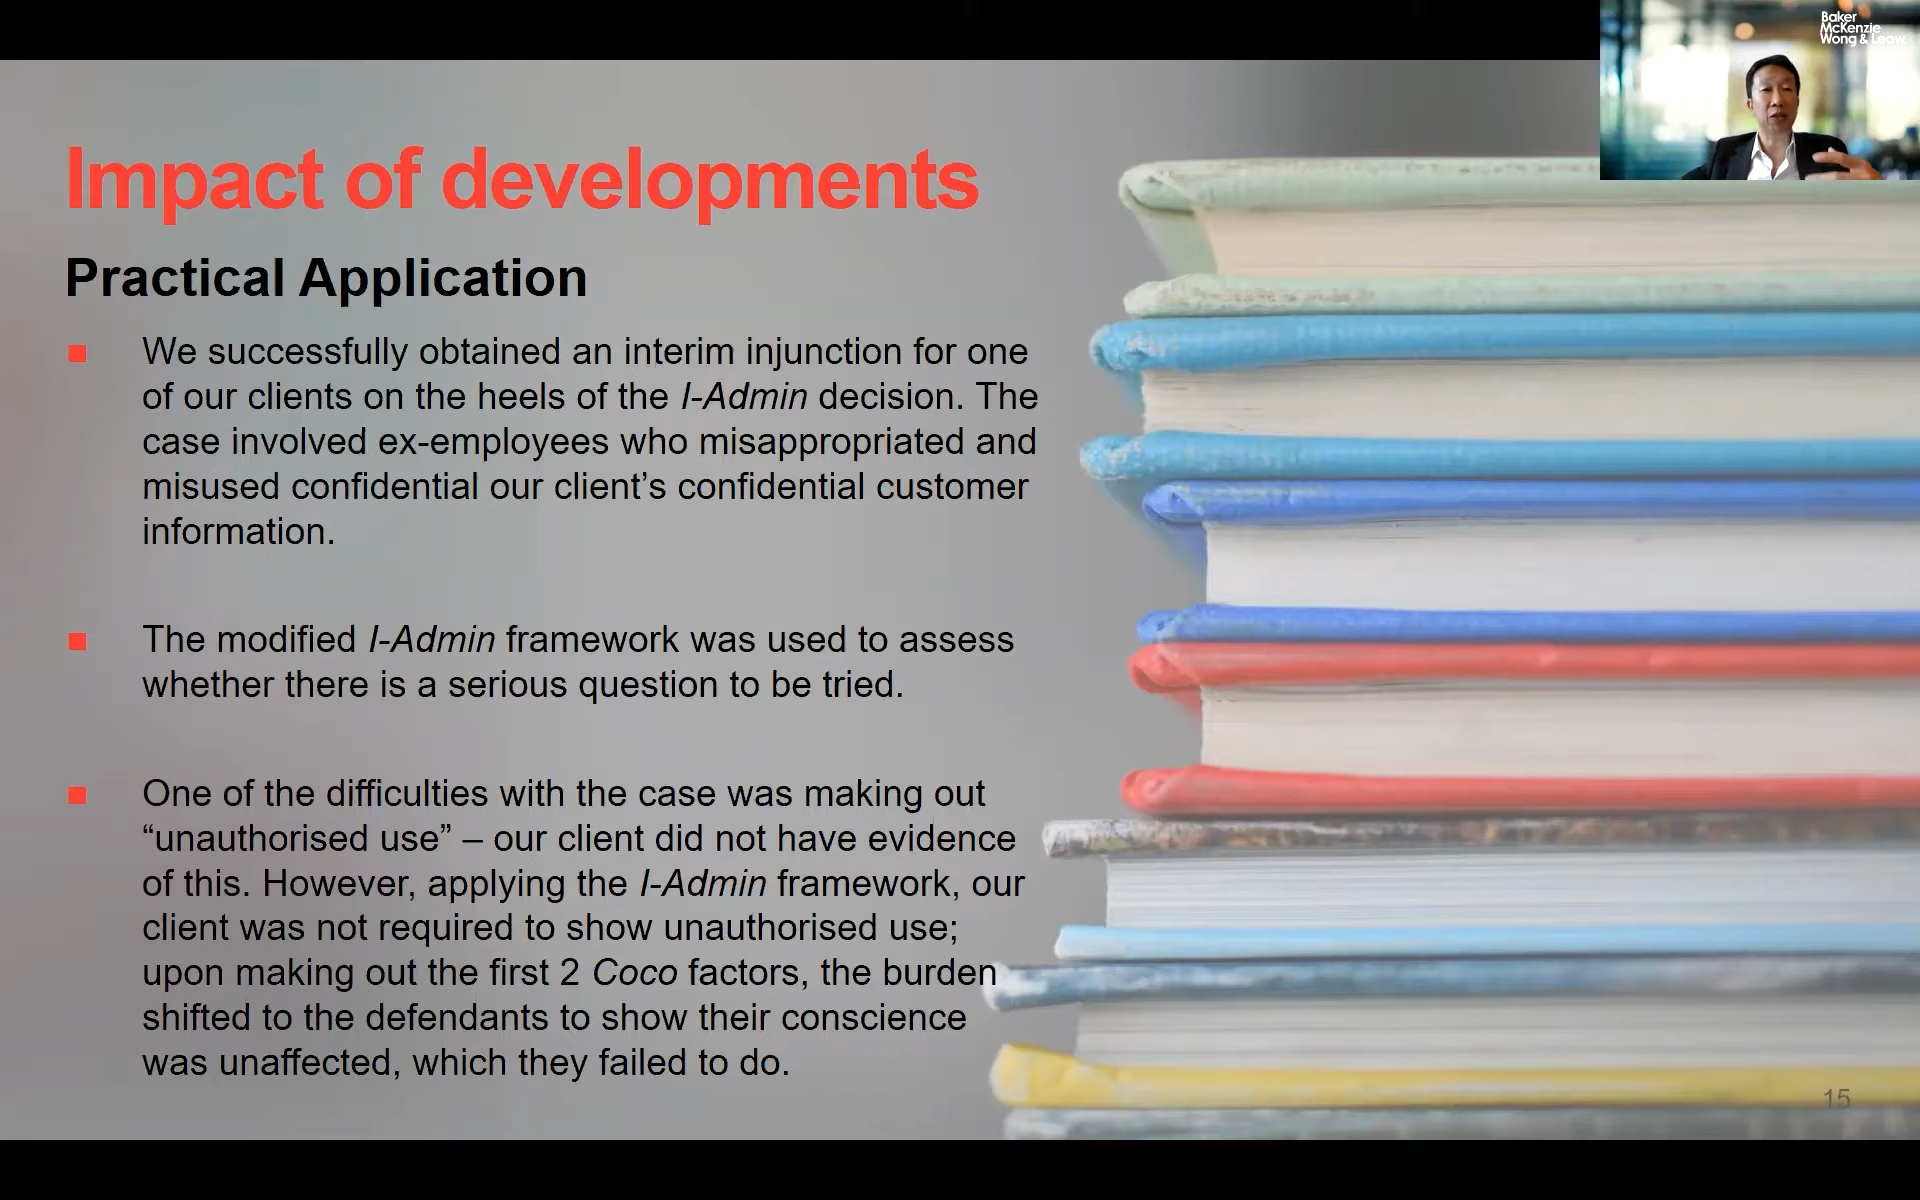 Baker
McKenzie
Wong & Leow
Impact of developments
Practical Application
We successfully obtained an interim injunction for one
of our clients on the heels of the I-Admin decision. The
case involved ex-employees who misappropriated and
misused confidential our client’s confidential customer
information.
The modified I-Admin framework was used to assess
whether there is a serious question to be tried.
One of the difficulties with the case was making out
“unauthorised use” – our client did not have evidence
of this. However, applying the I-Admin framework, our
client was not required to show unauthorised use;
upon making out the first 2 Coco factors, the burden
shifted to the defendants to show their conscience
was unaffected, which they failed to do.
15